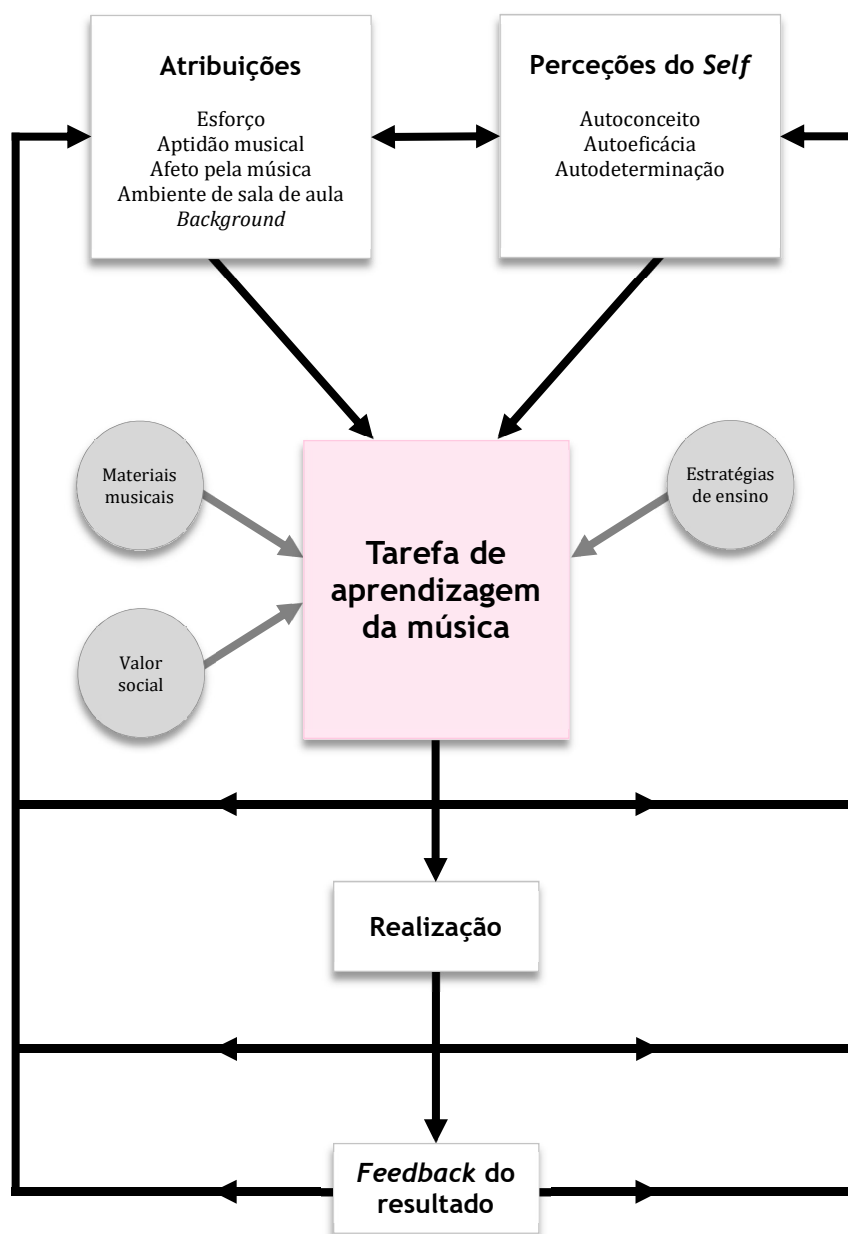 Atribuições
Esforço
Aptidão musical
Afeto pela música
Ambiente de sala de aula
Background
Perceções do Self
Autoconceito
Autoeficácia
Autodeterminação
Materiais
musicais
Estratégias
de ensino
Tarefa de
aprendizagem
da música
Valor
social
Realização
Feedback do
resultado